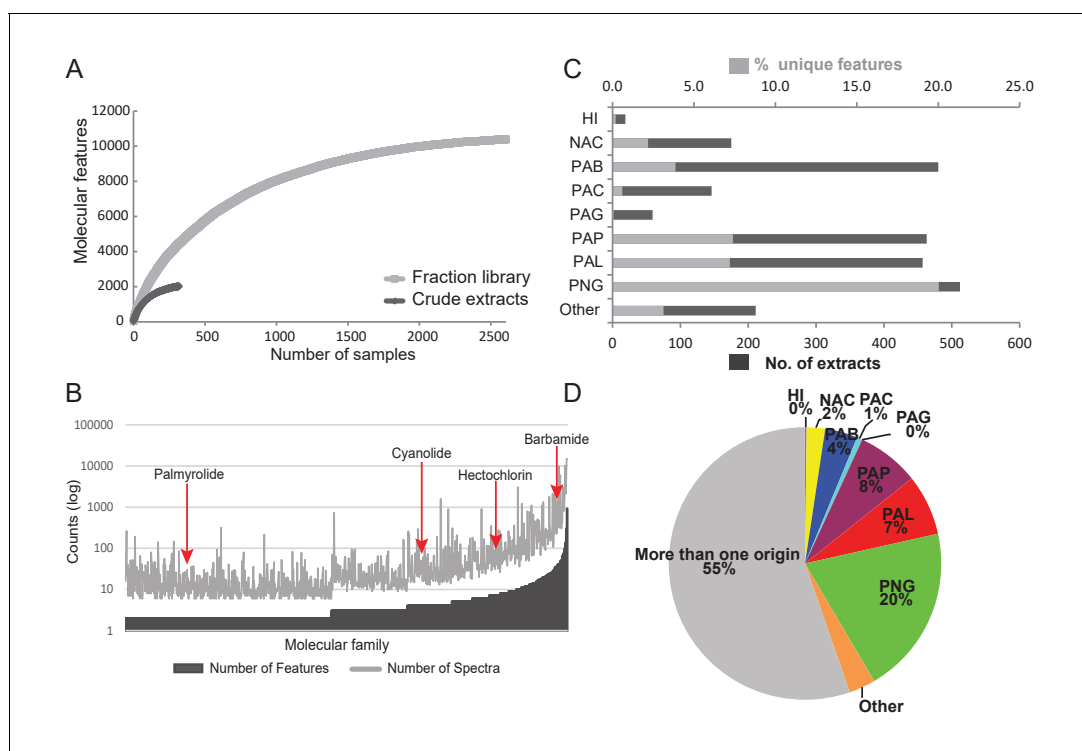 A
Molecular features
12000
10000
8000
6000
4000
2000
0
0 500 1000 1500 2000 2500
Number of samples
Fraction library
Crude extracts
B
Counts (log)
100000
10000
1000
100
10
1
Palmyrolide
Cyanolide
Hectochlorin
Barbamide
Molecular family
Number of Features
Number of Spectra
C
% unique features
0.0 5.0 10.0 15.0 20.0 25.0
HI
NAC
PAB
PAC
PAG
PAP
PAL
PNG
Other
0 100 200 300 400 500 600
No. of extracts
D
HI
0%
NAC
2%
PAB
4%
PAC
1%
PAG
0%
PAP
8%
PAL
7%
PNG
20%
Other
More than one origin
55%